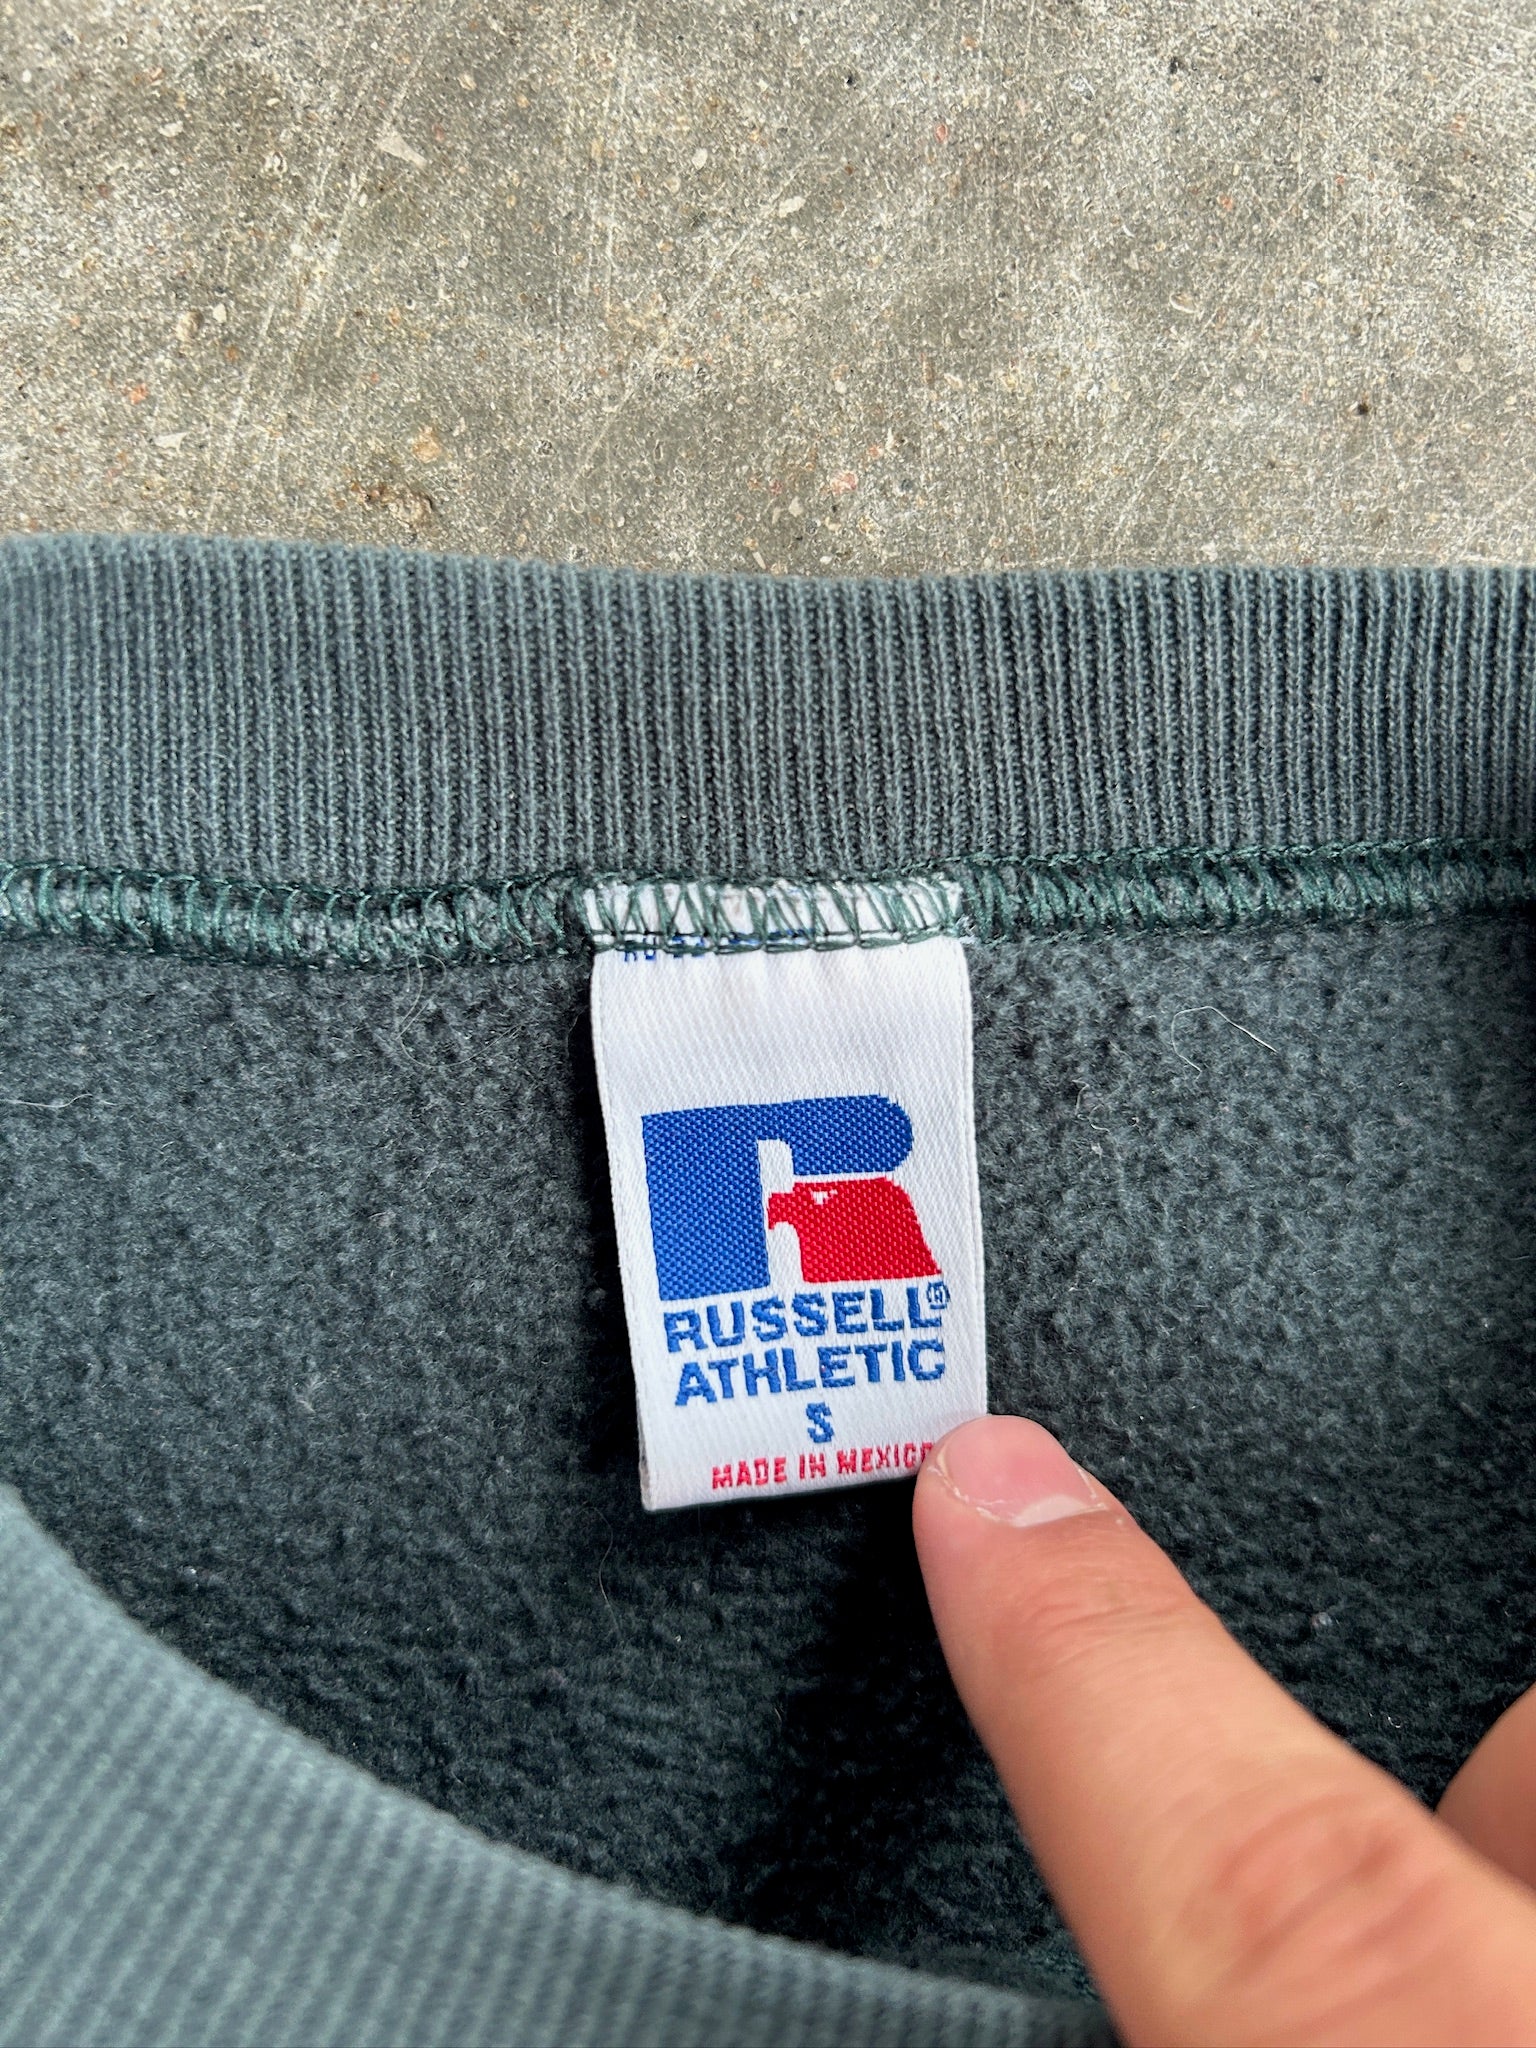 RUSSELL®
ATHLETIC
S
MADE IN MEXICO